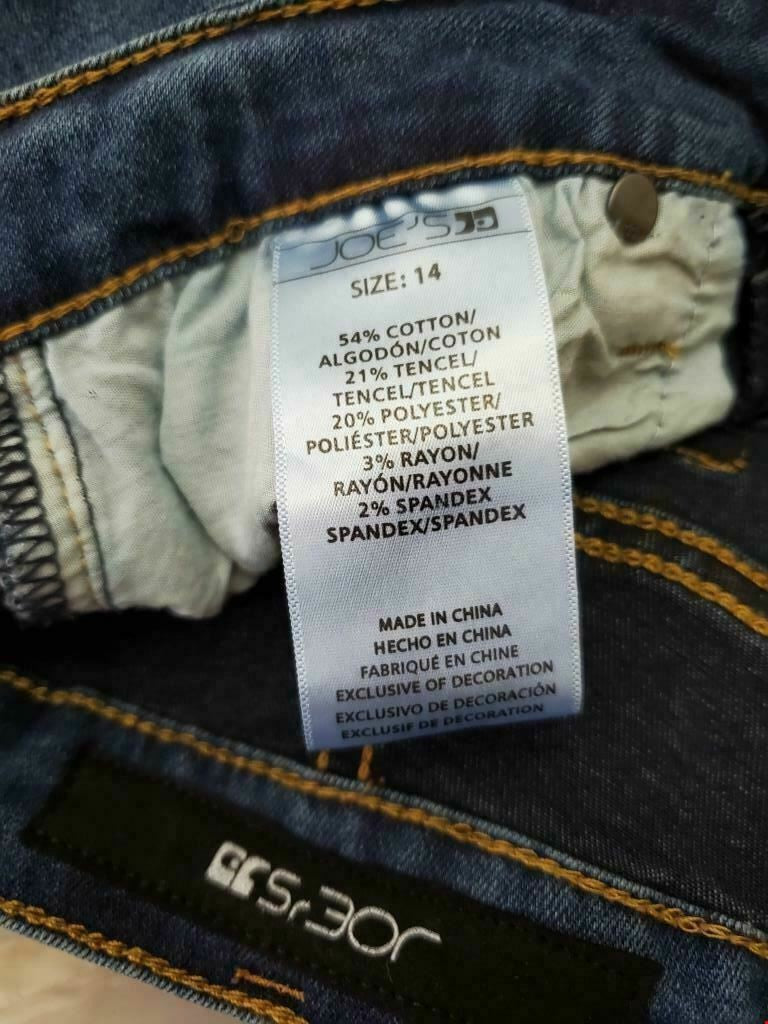 JOE'S
SIZE: 14
54% COTTON/
ALGODÓN/COTON
21% TENCEL/
TENCEL/TENCEL
20% POLYESTER/
POLIÉSTER/POLYESTER
3% RAYON/
RAYÓN/RAYONNE
2% SPANDEX
SPANDEX/SPANDEX
MADE IN CHINA
HECHO EN CHINA
FABRIQUÉ EN CHINE
EXCLUSIVE OF DECORATION
EXCLUSIVO DE DECORACIÓN
EXCLUSIF DE DECORATION
JOE'S